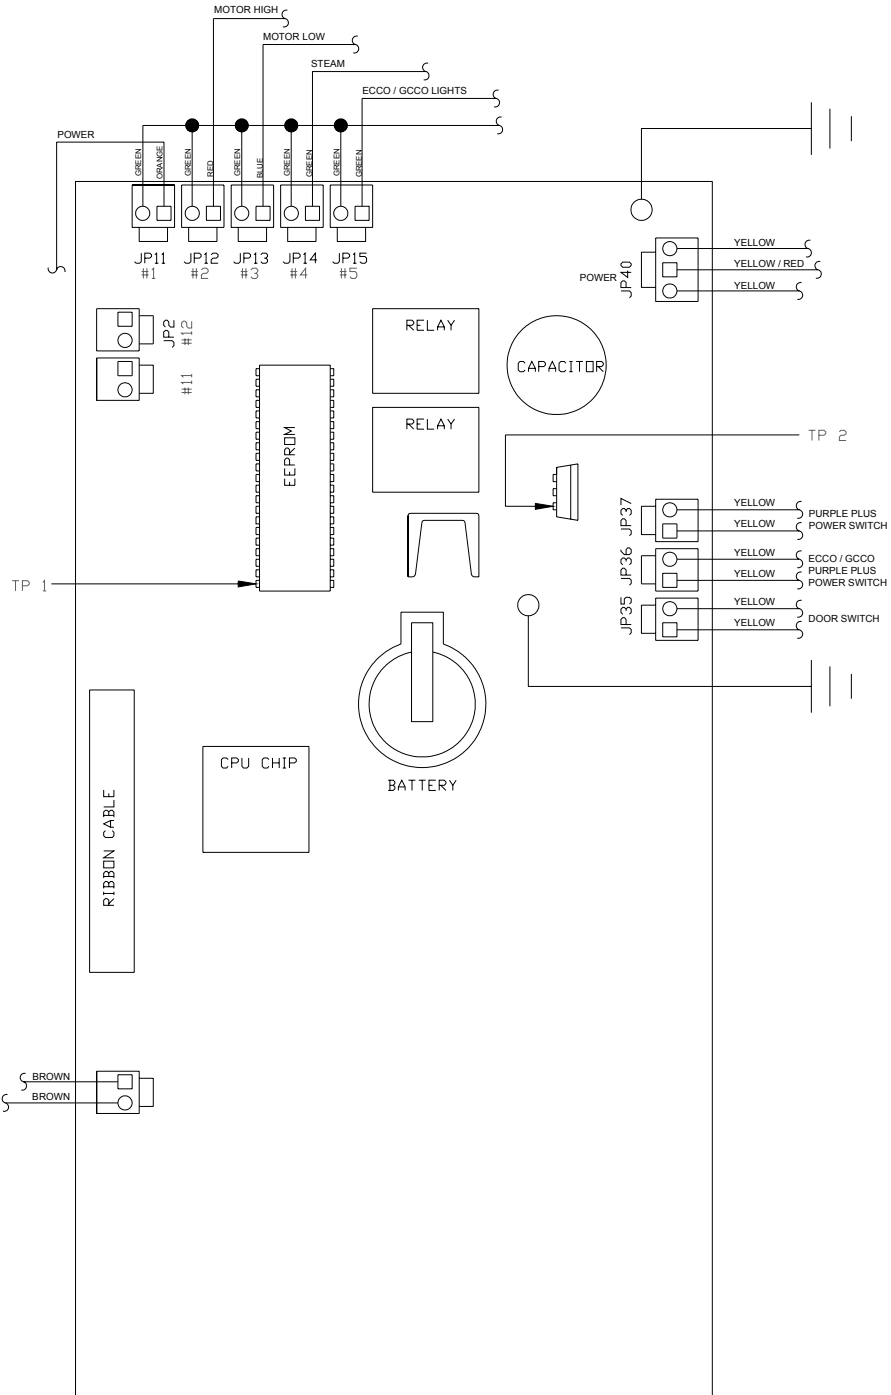 MOTOR HIGH
MOTOR LOW
STEAM
ECCO / GCCO LIGHTS
POWER
GREEN
ORANGE
GREEN
RED
GREEN
BLUE
GREEN
GREEN
GREEN
GREEN
JP11
#1
JP12
#2
JP13
#3
JP14
#4
JP15
#5
POWER
JP40
YELLOW
YELLOW / RED
YELLOW
JP2
#12
#11
RELAY
RELAY
CAPACITOR
EEPROM
TP 2
TP 1
JP37
YELLOW
YELLOW
PURPLE PLUS
POWER SWITCH
JP36
YELLOW
YELLOW
ECCO / GCCO
PURPLE PLUS
POWER SWITCH
JP35
YELLOW
YELLOW
DOOR SWITCH
BATTERY
CPU CHIP
RIBBON CABLE
BROWN
BROWN